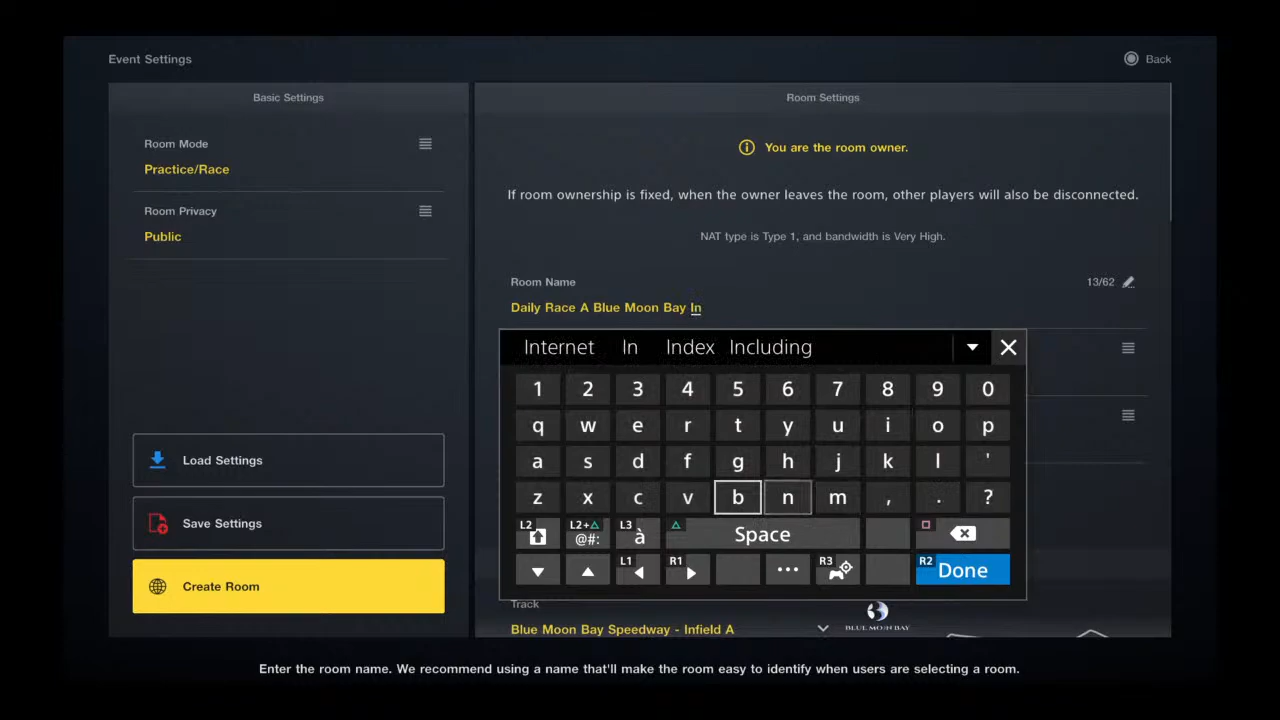 Event Settings
Back
Basic Settings
Room Mode
Practice/Race
Room Privacy
Public
Load Settings
Save Settings
Create Room
Room Settings
You are the room owner.
If room ownership is fixed, when the owner leaves the room, other players will also be disconnected.
NAT type is Type 1, and bandwidth is Very High.
Room Name
13/62
Daily Race A Blue Moon Bay In
Internet In Index Including
1 2 3 4 5 6 7 8 9 0
q w e r t y u i o p
a s d f g h j k l '
z x c v b n m , . ?
L2 L2+△ @#: L3 à △ Space □
L1 R1 ••• R3 R2 Done
Track
Blue Moon Bay Speedway - Infield A
BLUE MOON BAY
Enter the room name. We recommend using a name that'll make the room easy to identify when users are selecting a room.